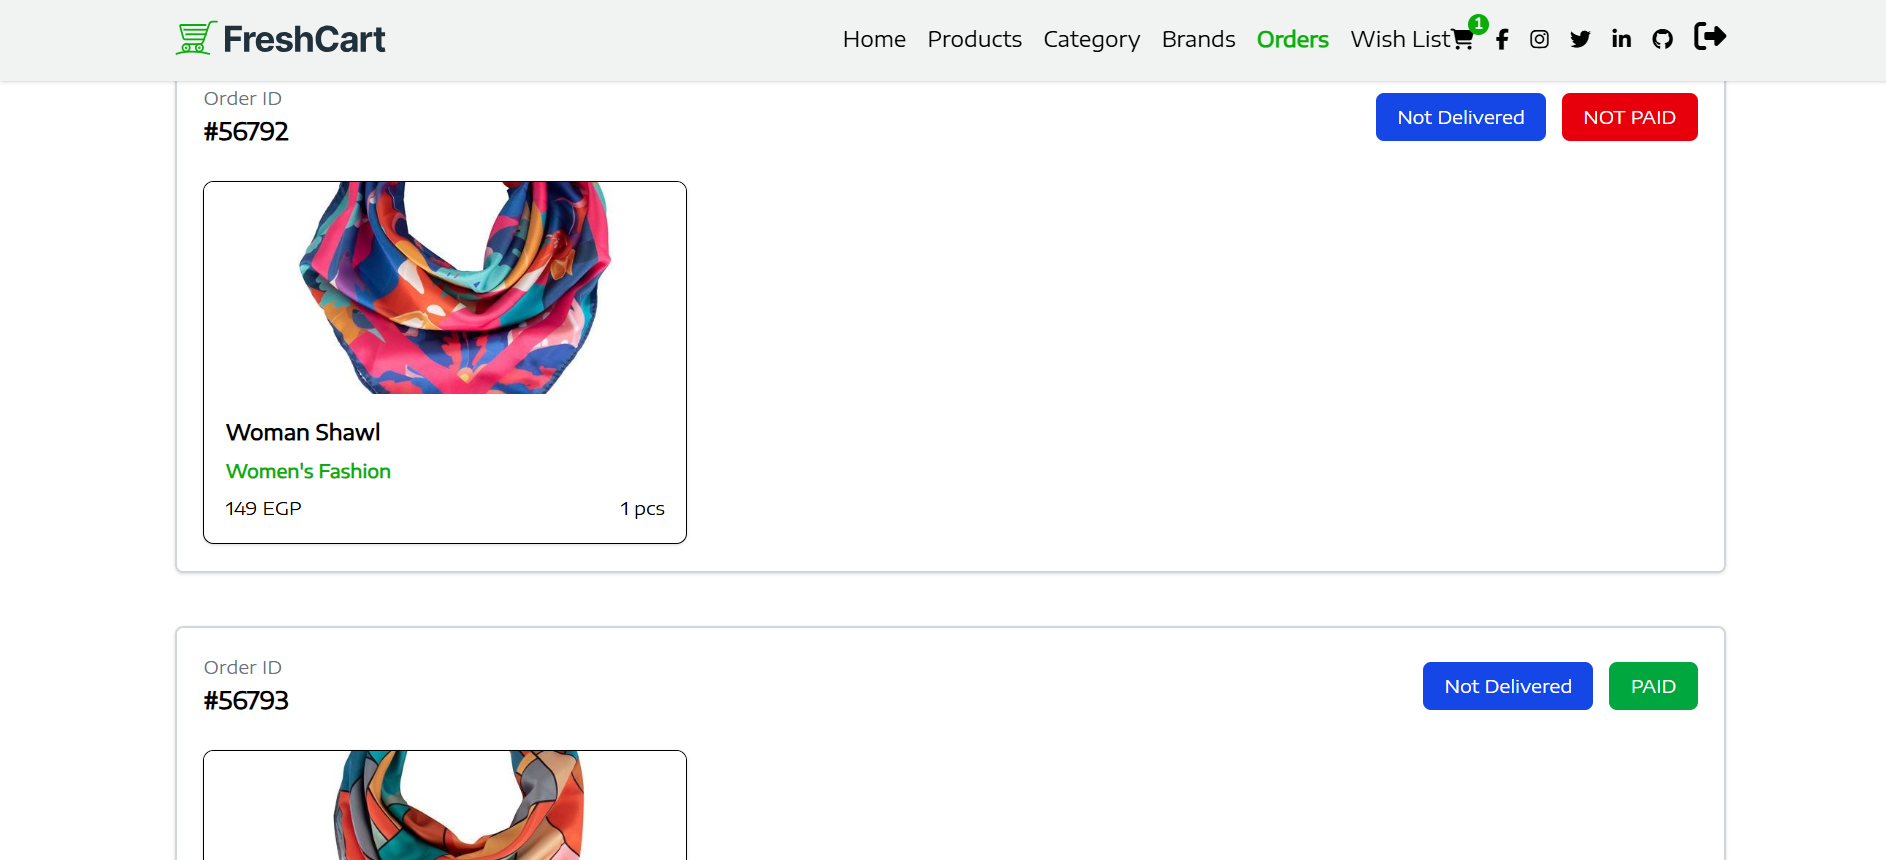 FreshCart
Home Products Category Brands Orders Wish List 1
Order ID
#56792
Not Delivered NOT PAID
Woman Shawl
Women's Fashion
149 EGP 1 pcs
Order ID
#56793
Not Delivered PAID